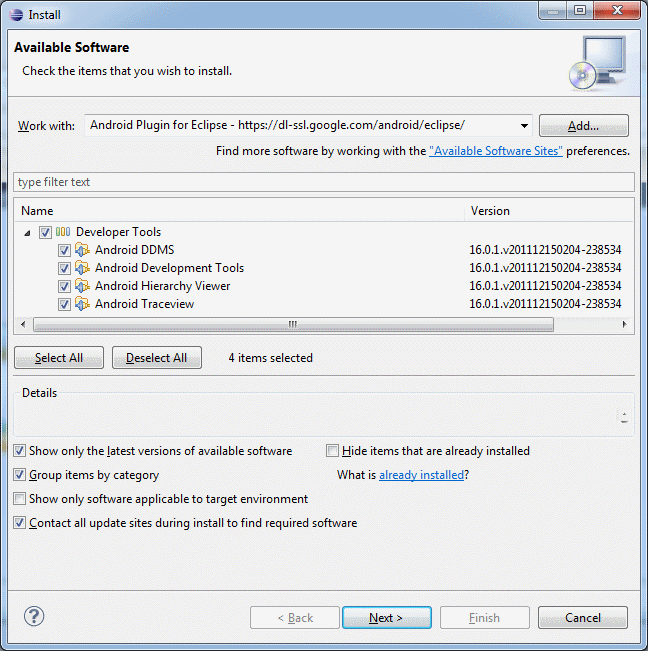 Install
Available Software
Check the items that you wish to install.
Work with: Android Plugin for Eclipse - https://dl-ssl.google.com/android/eclipse/ Add...
Find more software by working with the "Available Software Sites" preferences.
type filter text
Name Version
Developer Tools
Android DDMS 16.0.1.v201112150204-238534
Android Development Tools 16.0.1.v201112150204-238534
Android Hierarchy Viewer 16.0.1.v201112150204-238534
Android Traceview 16.0.1.v201112150204-238534
Select All Deselect All 4 items selected
Details
Show only the latest versions of available software Hide items that are already installed
Group items by category What is already installed?
Show only software applicable to target environment
Contact all update sites during install to find required software
? < Back Next > Finish Cancel